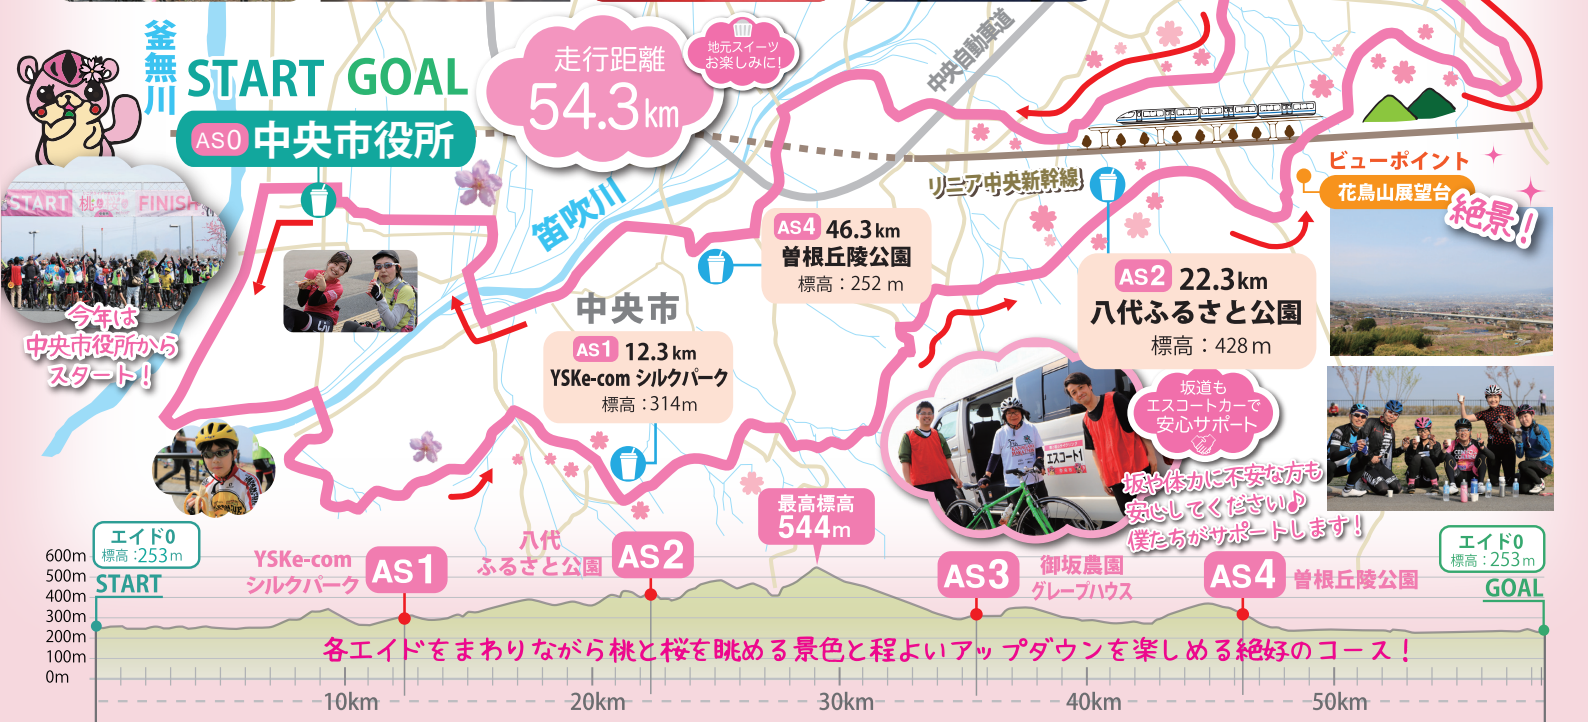 釜無川
START GOAL
AS0 中央市役所
START 桃 FINISH
今年は
中央市役所から
スタート！
走行距離
54.3km
地元スイーツ
お楽しみに！
中央自動車道
リニア中央新幹線
笛吹川
中央市
AS1 12.3km
YSKe-com シルクパーク
標高：314m
AS4 46.3km
曽根丘陵公園
標高：252m
AS2 22.3km
八代ふるさと公園
標高：428m
ビューポイント
花鳥山展望台
絶景！
エスコート1
坂道も
エスコートカーで
安心サポート
坂や体力に不安な方も
安心してください♪
僕たちがサポートします！
最高標高
544m
エイド0
標高：253m
START
YSKe-com
シルクパーク
AS1
八代
ふるさと公園
AS2
AS3
御坂農園
グレープハウス
AS4
曽根丘陵公園
エイド0
標高：253m
GOAL
600m
500m
400m
300m
200m
100m
0m
各エイドをまわりながら桃と桜を眺める景色と程よいアップダウンを楽しめる絶好のコース！
10km 20km 30km 40km 50km